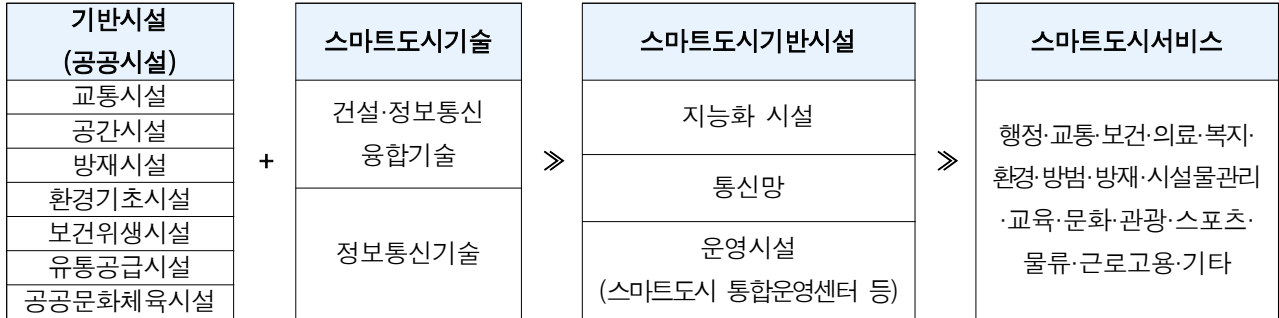 기반시설
(공공시설)
교통시설
공간시설
방재시설
환경기초시설
보건위생시설
유통공급시설
공공문화체육시설
+
스마트도시기술
건설·정보통신
융합기술
정보통신기술
≫
스마트도시기반시설
지능화 시설
통신망
운영시설
(스마트도시 통합운영센터 등)
≫
스마트도시서비스
행정·교통·보건·의료·복지·
환경·방범·방재·시설물관리
·교육·문화·관광·스포츠·
물류·근로고용·기타